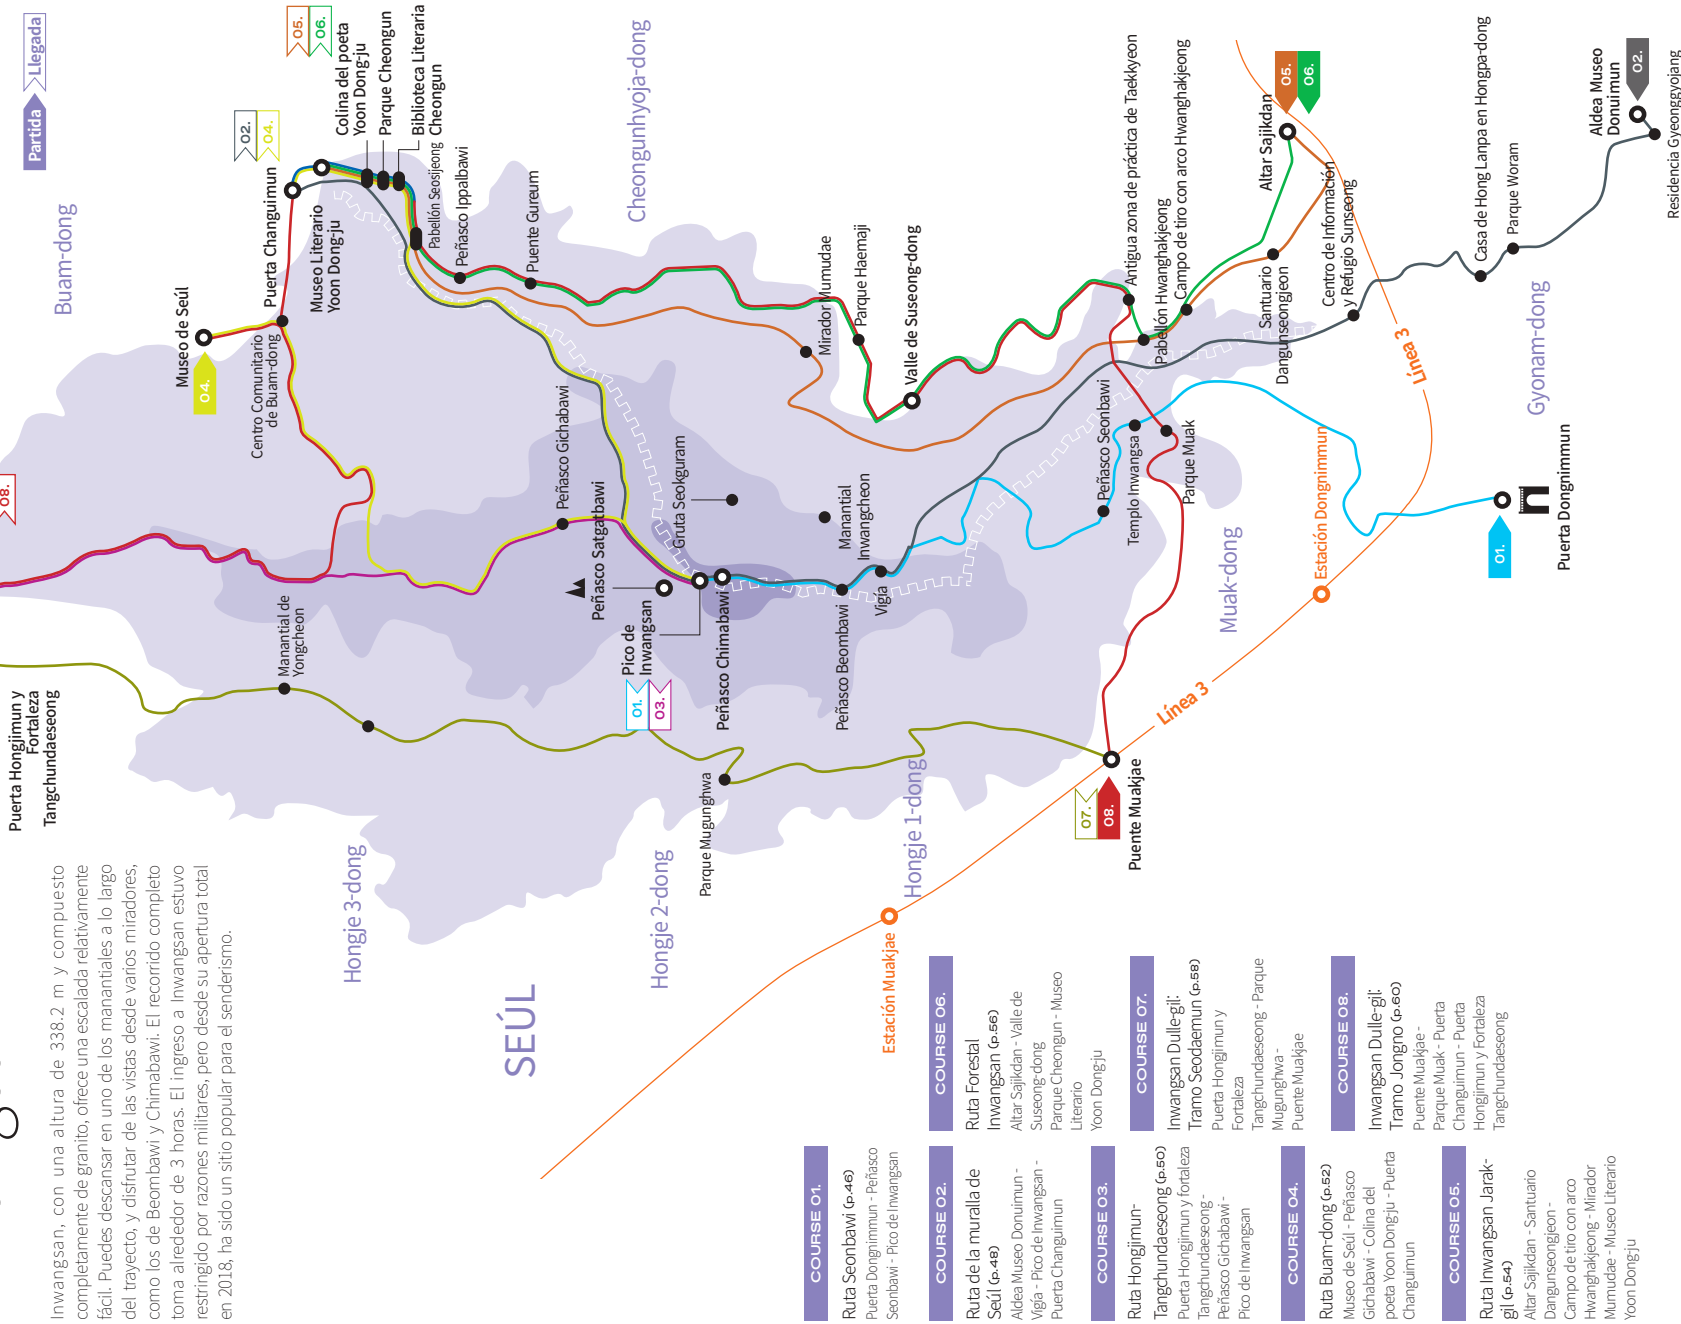 Inwangsan, con una altura de 338.2 m y compuesto
completamente de granito, ofrece una escalada relativamente
fácil. Puedes descansar en uno de los manantiales a lo largo
del trayecto, y disfrutar de las vistas desde varios miradores,
como los de Beombawi y Chimabawi. El recorrido completo
toma alrededor de 3 horas. El ingreso a Inwangsan estuvo
restringido por razones militares, pero desde su apertura total
en 2018, ha sido un sitio popular para el senderismo.
Partida
Llegada
08.
Puerta Hongjimun y
Fortaleza
Tangchundaeseong
Buam-dong
Museo de Seúl
04.
02.
04.
05.
06.
Puerta Changuimun
Centro Comunitario
de Buam-dong
Museo Literario
Yoon Dong-ju
Colina del poeta
Yoon Dong-ju
Parque Cheongun
Biblioteca Literaria
Cheongun
Pabellón Seosijeong
Peñasco Ippalbawi
Puente Gureum
Cheongunhyoja-dong
Manantial de
Yongcheon
Hongje 3-dong
SEÚL
Peñasco Gichabawi
Peñasco Satgatbawi
Pico de
Inwangsan
01.
03.
Gruta Seokguram
Hongje 2-dong
Parque Mugunghwa
Peñasco Chimabawi
Mirador Mumudae
Parque Haemaji
Manantial
Inwangcheon
Peñasco Beombawi
Vigía
Valle de Suseong-dong
Hongje 1-dong
Estación Muakjae
Peñasco Seonbawi
Templo Inwangsa
Antigua zona de práctica de Taekkyeon
Pabellón Hwanghakjeong
Campo de tiro con arco Hwanghakjeong
07.
08.
Puente Muakjae
Línea 3
Parque Muak
Muak-dong
Altar Sajikdan
05.
06.
Santuario
Dangunseongjeon
Centro de Información
y Refugio Sunseong
Estación Dongnimmun
Línea 3
Casa de Hong Lanpa en Hongpa-dong
Parque Woram
01.
Gyonam-dong
Puerta Dongnimmun
Aldea Museo
Donuimun
02.
Residencia Gyeonggyojang
COURSE 01.
Ruta Seonbawi (p.46)
Puerta Dongnimmun - Peñasco
Seonbawi - Pico de Inwangsan
COURSE 02.
Ruta de la muralla de
Seúl (p.48)
Aldea Museo Donuimun -
Vigía - Pico de Inwangsan -
Puerta Changuimun
COURSE 03.
Ruta Hongjimun-
Tangchundaeseong (p.50)
Puerta Hongjimun y fortaleza
Tangchundaeseong -
Peñasco Gichabawi -
Pico de Inwangsan
COURSE 04.
Ruta Buam-dong (p.52)
Museo de Seúl - Peñasco
Gichabawi - Colina del
poeta Yoon Dong-ju - Puerta
Changuimun
COURSE 05.
Ruta Inwangsan Jarak-
gil (p.54)
Altar Sajikdan - Santuario
Dangunseongjeon -
Campo de tiro con arco
Hwanghakjeong - Mirador
Mumudae - Museo Literario
Yoon Dong-ju
COURSE 06.
Ruta Forestal
Inwangsan (p.56)
Altar Sajikdan - Valle de
Suseong-dong
Parque Cheongun - Museo
Literario
Yoon Dong-ju
COURSE 07.
Inwangsan Dulle-gil:
Tramo Seodaemun (p.58)
Puerta Hongjimun y
Fortaleza
Tangchundaeseong - Parque
Mugunghwa -
Puente Muakjae
COURSE 08.
Inwangsan Dulle-gil:
Tramo Jongno (p.60)
Puente Muakjae -
Parque Muak - Puerta
Changuimun - Puerta
Hongjimun y Fortaleza
Tangchundaeseong